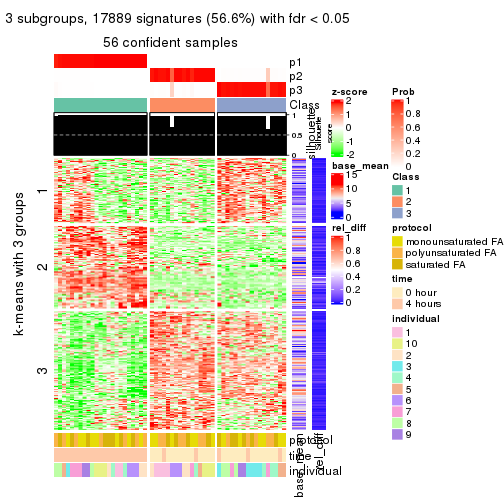 3 subgroups, 17889 signatures (56.6%) with fdr < 0.05
56 confident samples
p1
p2
p3
Class
1
0.5
0
silhouette
score
silhouette
k-means with 3 groups
1
2
3
protocol
time
individual
base_mean
rel_diff
z-score
2
1
0
-1
-2
base_mean
15
10
5
0
rel_diff
1
0.8
0.6
0.4
0.2
0
Prob
1
0.8
0.6
0.4
0.2
0
Class
1
2
3
protocol
monounsaturated FA
polyunsaturated FA
saturated FA
time
0 hour
4 hours
individual
1
10
2
3
4
5
6
7
8
9